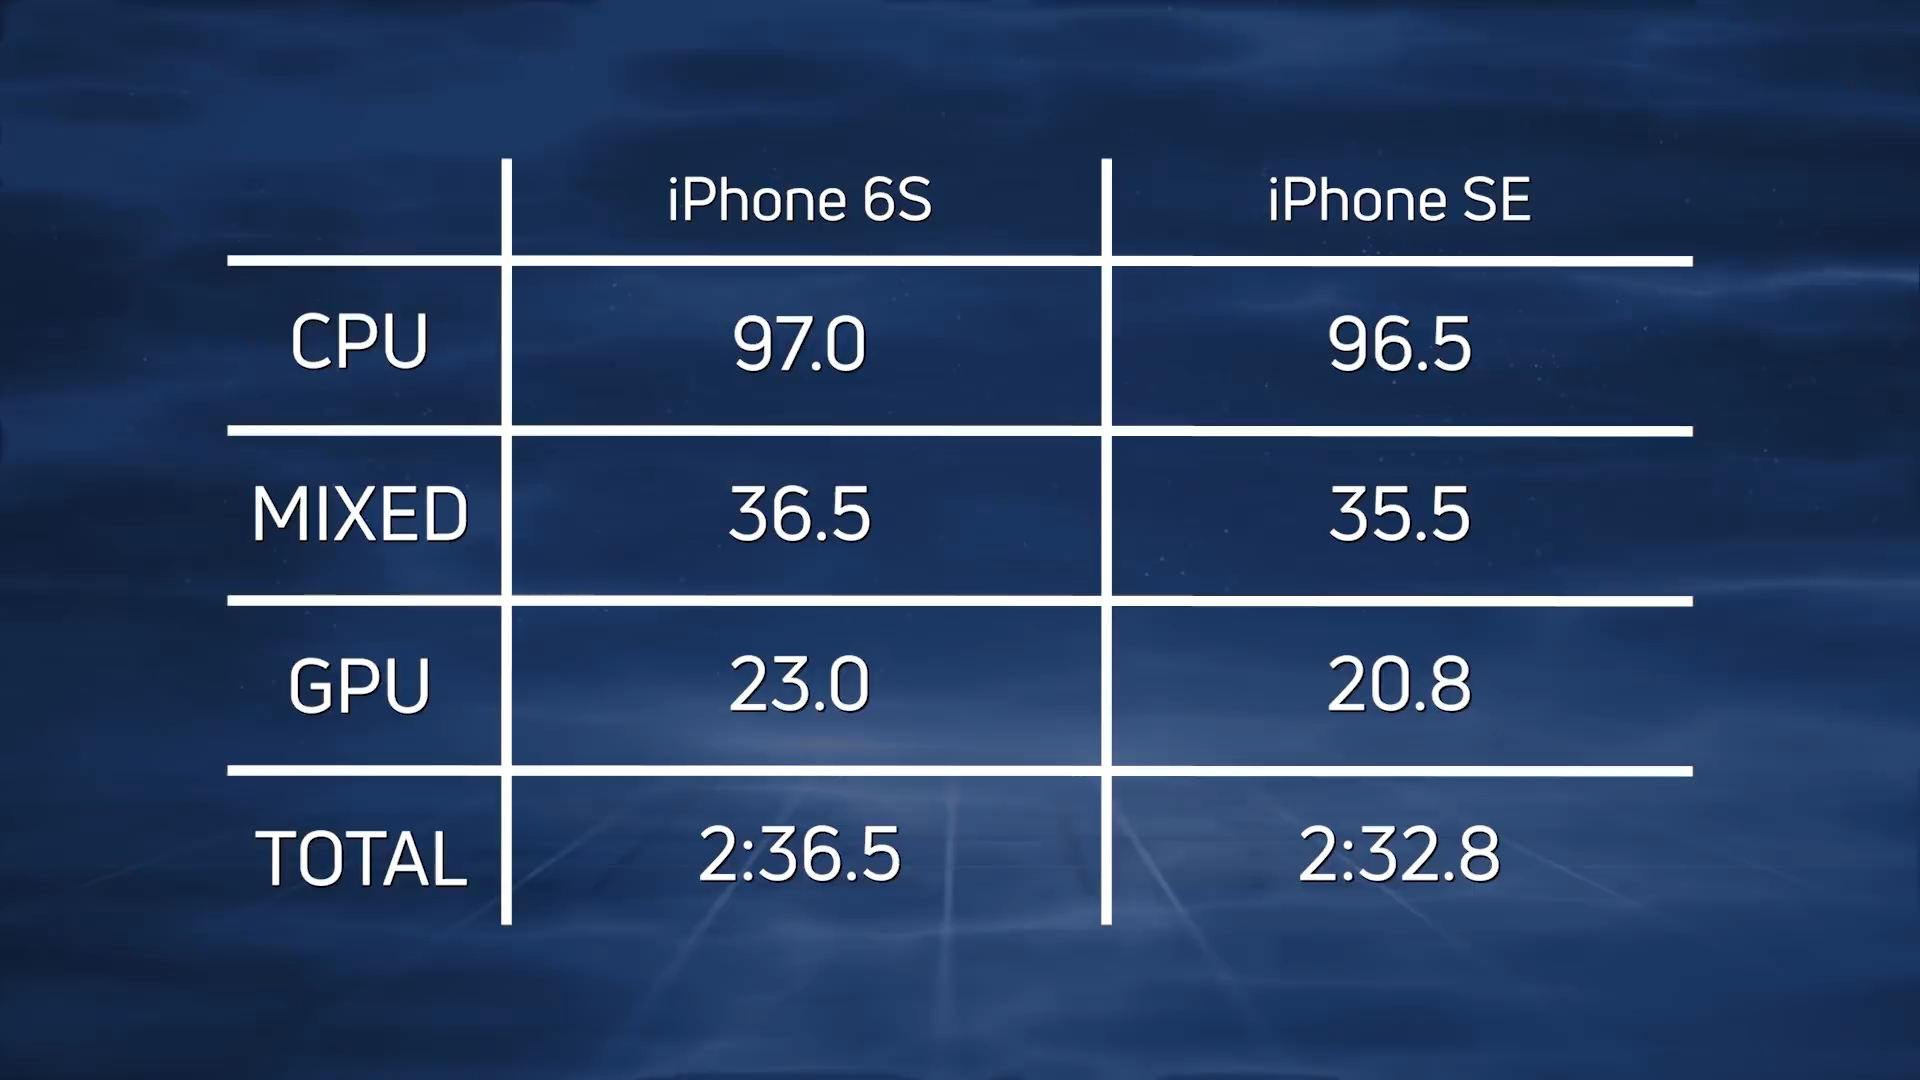 iPhone 6S iPhone SE
CPU 97.0 96.5
MIXED 36.5 35.5
GPU 23.0 20.8
TOTAL 2:36.5 2:32.8